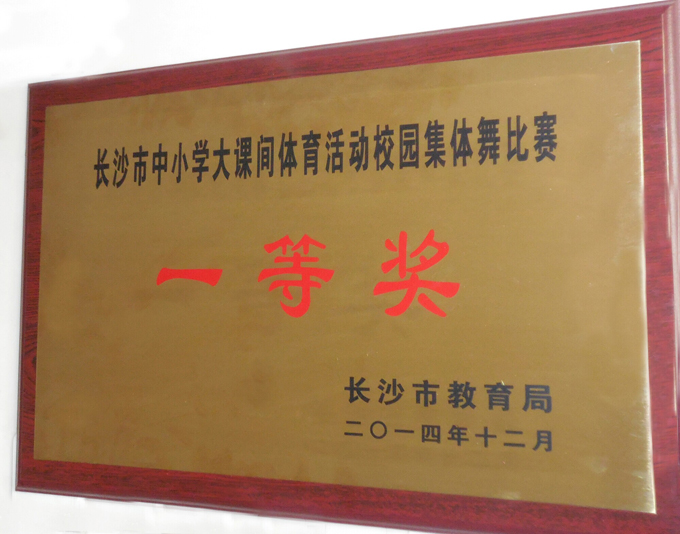 长沙市中小学大课间体育活动校园集体舞比赛
一等奖
长沙市教育局
二〇一四年十二月